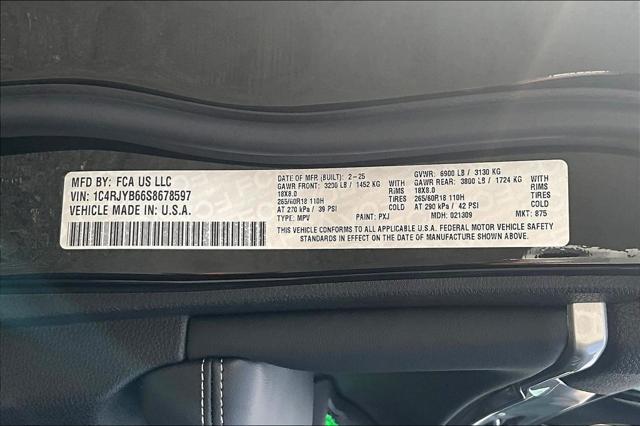 MFD BY: FCA US LLC
VIN: 1C4RJYB66S8678597
VEHICLE MADE IN U.S.A.
DATE OF MFR (BUILT): 2-25 GVWR: 6900 LB / 3130 KG
GAWR FRONT: 3200 LB / 1452 KG WITH GAWR REAR: 3800 LB / 1724 KG WITH
18X8.0 RIMS 18X8.0 RIMS
265/60R18 110H TIRES 265/60R18 110H TIRES
AT 270 kPa / 39 PSI COLD AT 290 kPa / 42 PSI COLD
TYPE: MPV PAINT: PXJ MDH: 021309 MKT: 875
THIS VEHICLE CONFORMS TO ALL APPLICABLE U.S.A. FEDERAL MOTOR VEHICLE SAFETY
STANDARDS IN EFFECT ON THE DATE OF MANUFACTURE SHOWN ABOVE.